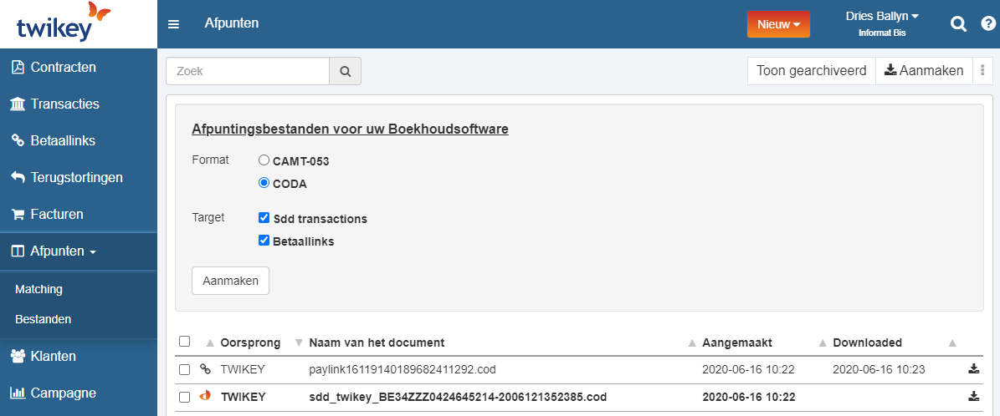 twikey
Afpunten
Nieuw
Dries Ballyn
Informat Bis
Contracten
Transacties
Betaallinks
Terugstortingen
Facturen
Afpunten
Matching
Bestanden
Klanten
Campagne
Zoek
Toon gearchiveerd
Aanmaken
Afpuntingsbestanden voor uw Boekhoudsoftware
Format
CAMT-053
CODA
Target
Sdd transactions
Betaallinks
Aanmaken
Oorsprong Naam van het document Aangemaakt Downloaded
TWIKEY paylink16119140189682411292.cod 2020-06-16 10:22 2020-06-16 10:23
TWIKEY sdd_twikey_BE34ZZZ0424645214-2006121352385.cod 2020-06-16 10:22